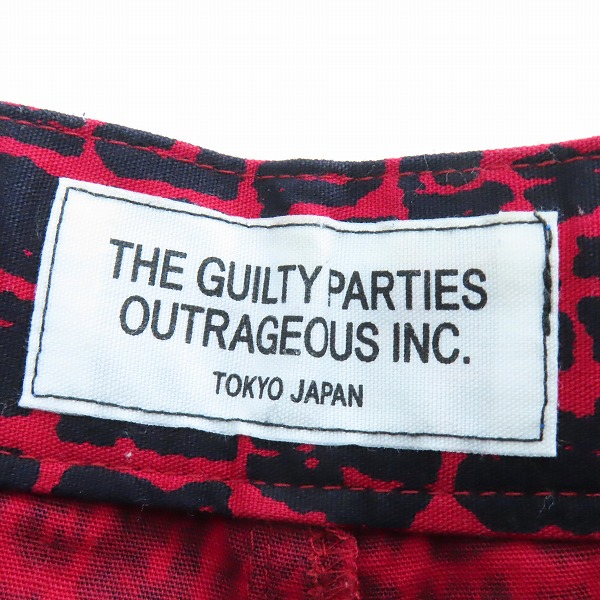 THE GUILTY PARTIES
OUTRAGEOUS INC.
TOKYO JAPAN